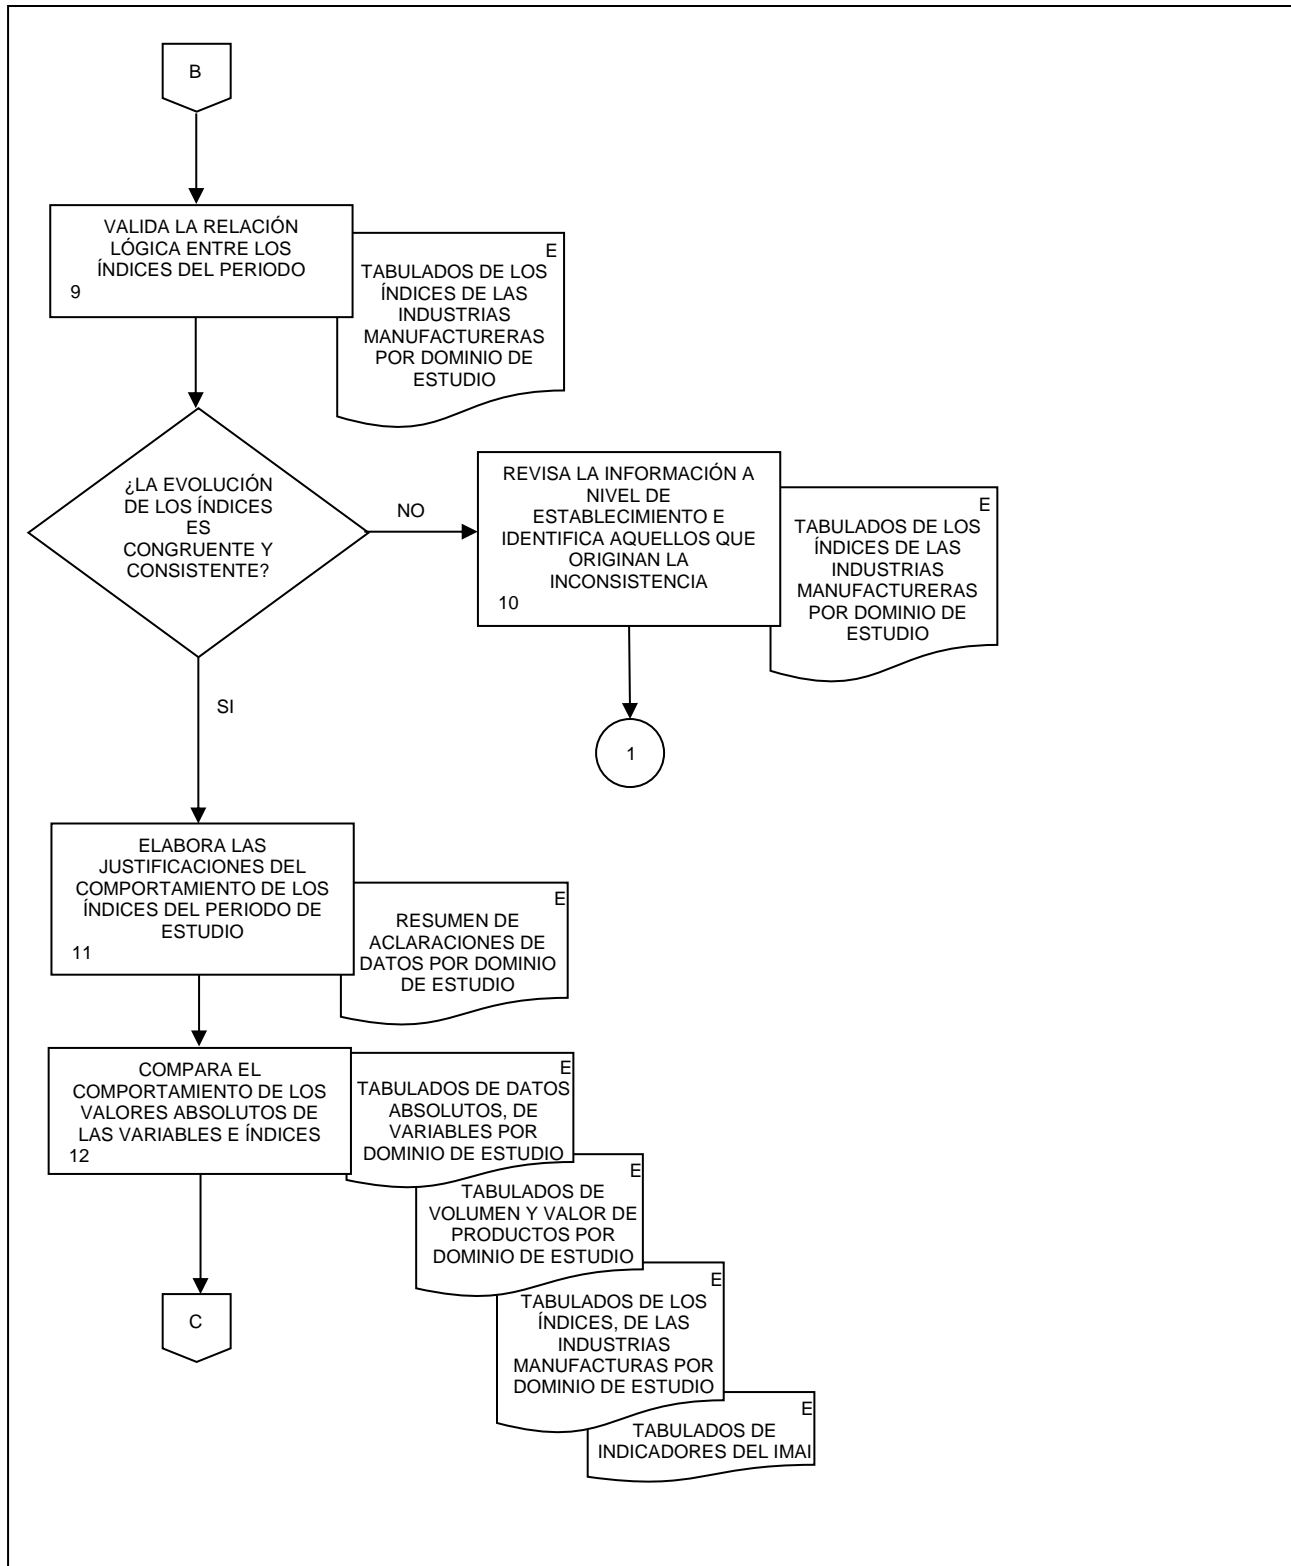 B
VALIDA LA RELACIÓN
LÓGICA ENTRE LOS
ÍNDICES DEL PERIODO
9
E
TABULADOS DE LOS
ÍNDICES DE LAS
INDUSTRIAS
MANUFACTURERAS
POR DOMINIO DE
ESTUDIO
¿LA EVOLUCIÓN
DE LOS ÍNDICES
ES
CONGRUENTE Y
CONSISTENTE?
NO
REVISA LA INFORMACIÓN A
NIVEL DE
ESTABLECIMIENTO E
IDENTIFICA AQUELLOS QUE
ORIGINAN LA
INCONSISTENCIA
10
E
TABULADOS DE LOS
ÍNDICES DE LAS
INDUSTRIAS
MANUFACTURERAS
POR DOMINIO DE
ESTUDIO
SI
1
ELABORA LAS
JUSTIFICACIONES DEL
COMPORTAMIENTO DE LOS
ÍNDICES DEL PERIODO DE
ESTUDIO
11
E
RESUMEN DE
ACLARACIONES DE
DATOS POR DOMINIO
DE ESTUDIO
COMPARA EL
COMPORTAMIENTO DE LOS
VALORES ABSOLUTOS DE
LAS VARIABLES E ÍNDICES
12
E
TABULADOS DE DATOS
ABSOLUTOS, DE
VARIABLES POR
DOMINIO DE ESTUDIO
E
TABULADOS DE
VOLUMEN Y VALOR DE
PRODUCTOS POR
DOMINIO DE ESTUDIO
E
TABULADOS DE LOS
ÍNDICES, DE LAS
INDUSTRIAS
MANUFACTURAS POR
DOMINIO DE ESTUDIO
E
TABULADOS DE
INDICADORES DEL IMAI
C